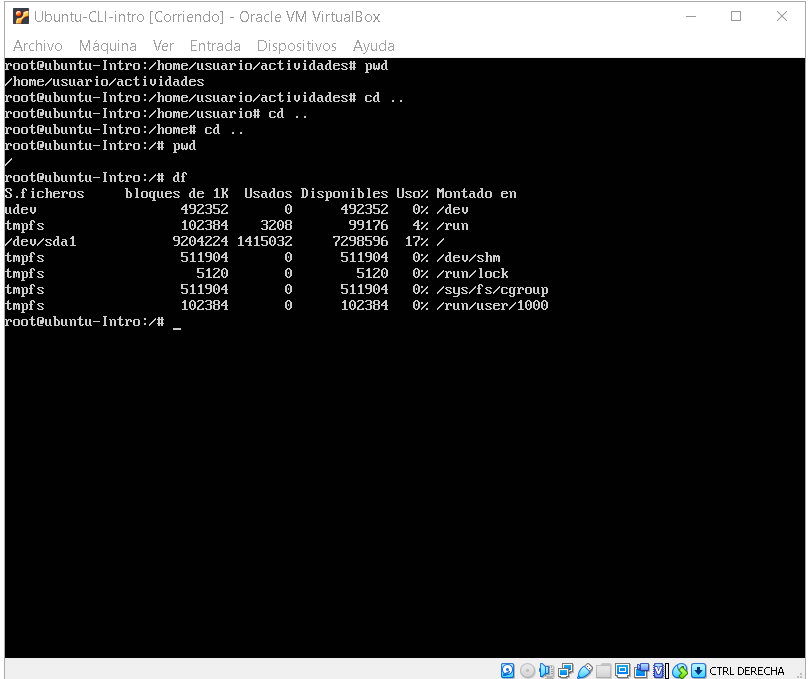 Ubuntu-CLI-intro [Corriendo] - Oracle VM VirtualBox
Archivo Máquina Ver Entrada Dispositivos Ayuda
root@ubuntu-Intro:/home/usuario/actividades# pwd
/home/usuario/actividades
root@ubuntu-Intro:/home/usuario/actividades# cd ..
root@ubuntu-Intro:/home/usuario# cd ..
root@ubuntu-Intro:/home# cd ..
root@ubuntu-Intro:/# pwd
/
root@ubuntu-Intro:/# df
S.ficheros     bloques de 1K  Usados Disponibles Uso% Montado en
udev                  492352       0      492352   0% /dev
tmpfs                 102384    3208       99176   4% /run
/dev/sda1            9204224 1415032     7298596  17% /
tmpfs                 511904       0      511904   0% /dev/shm
tmpfs                   5120       0        5120   0% /run/lock
tmpfs                 511904       0      511904   0% /sys/fs/cgroup
tmpfs                 102384       0      102384   0% /run/user/1000
root@ubuntu-Intro:/# _
CTRL DERECHA